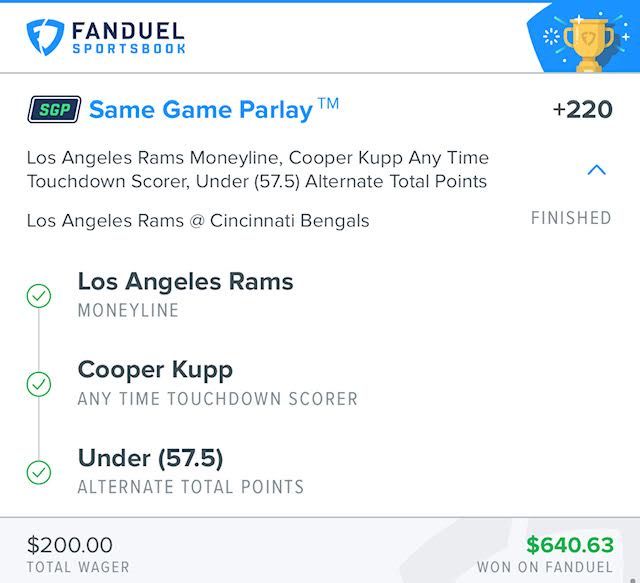 FANDUEL
SPORTSBOOK
SGP Same Game Parlay™ +220
Los Angeles Rams Moneyline, Cooper Kupp Any Time
Touchdown Scorer, Under (57.5) Alternate Total Points
Los Angeles Rams @ Cincinnati Bengals FINISHED
Los Angeles Rams
MONEYLINE
Cooper Kupp
ANY TIME TOUCHDOWN SCORER
Under (57.5)
ALTERNATE TOTAL POINTS
$200.00 $640.63
TOTAL WAGER WON ON FANDUEL